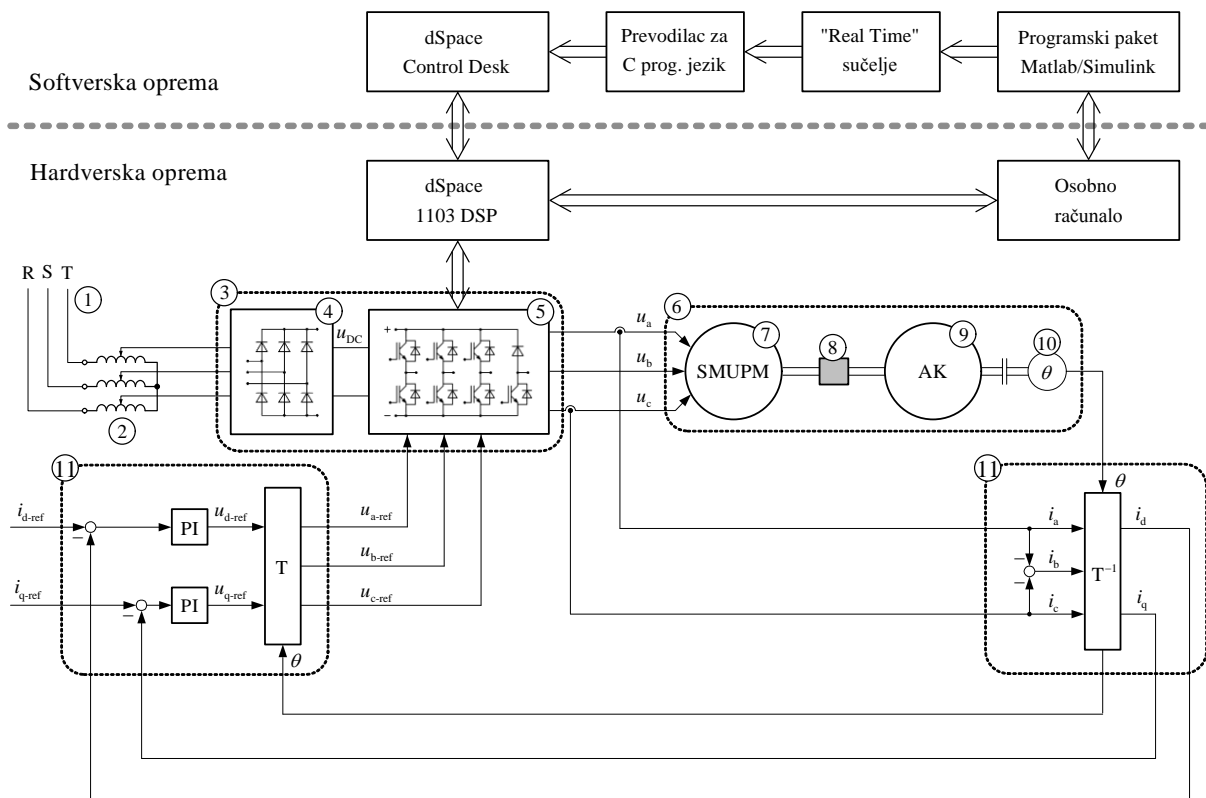 dSpace
Control Desk
Prevodilac za
C prog. jezik
"Real Time"
sučelje
Programski paket
Matlab/Simulink
Softverska oprema
Hardverska oprema
dSpace
1103 DSP
Osobno
računalo
R S T
1
2
3
4
u_DC
5
+
−
u_a
u_b
u_c
6
SMUPM
7
8
AK
9
10
θ
11
i_d-ref
−
PI
u_d-ref
i_q-ref
−
PI
u_q-ref
T
θ
u_a-ref
u_b-ref
u_c-ref
11
θ
i_a
−
i_b
−
i_c
T⁻¹
i_d
i_q